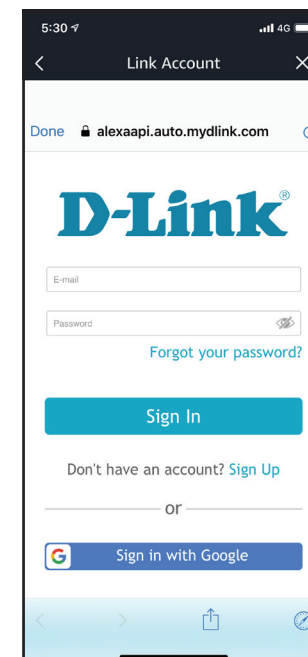 5:30
4G
Link Account
Done alexaapi.auto.mydlink.com
D-Link®
E-mail
Password
Forgot your password?
Sign In
Don't have an account? Sign Up
or
G Sign in with Google